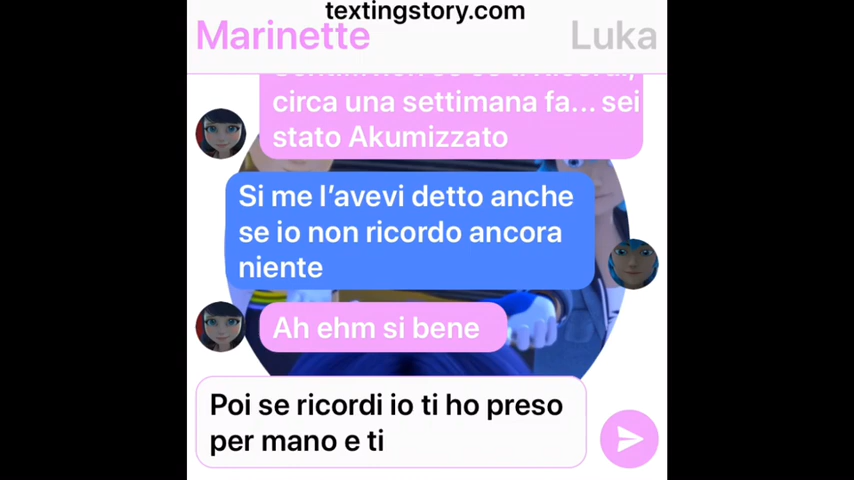 textingstory.com
Marinette
Luka
circa una settimana fa... sei
stato Akumizzato
Si me l’avevi detto anche
se io non ricordo ancora
niente
Ah ehm si bene
Poi se ricordi io ti ho preso
per mano e ti